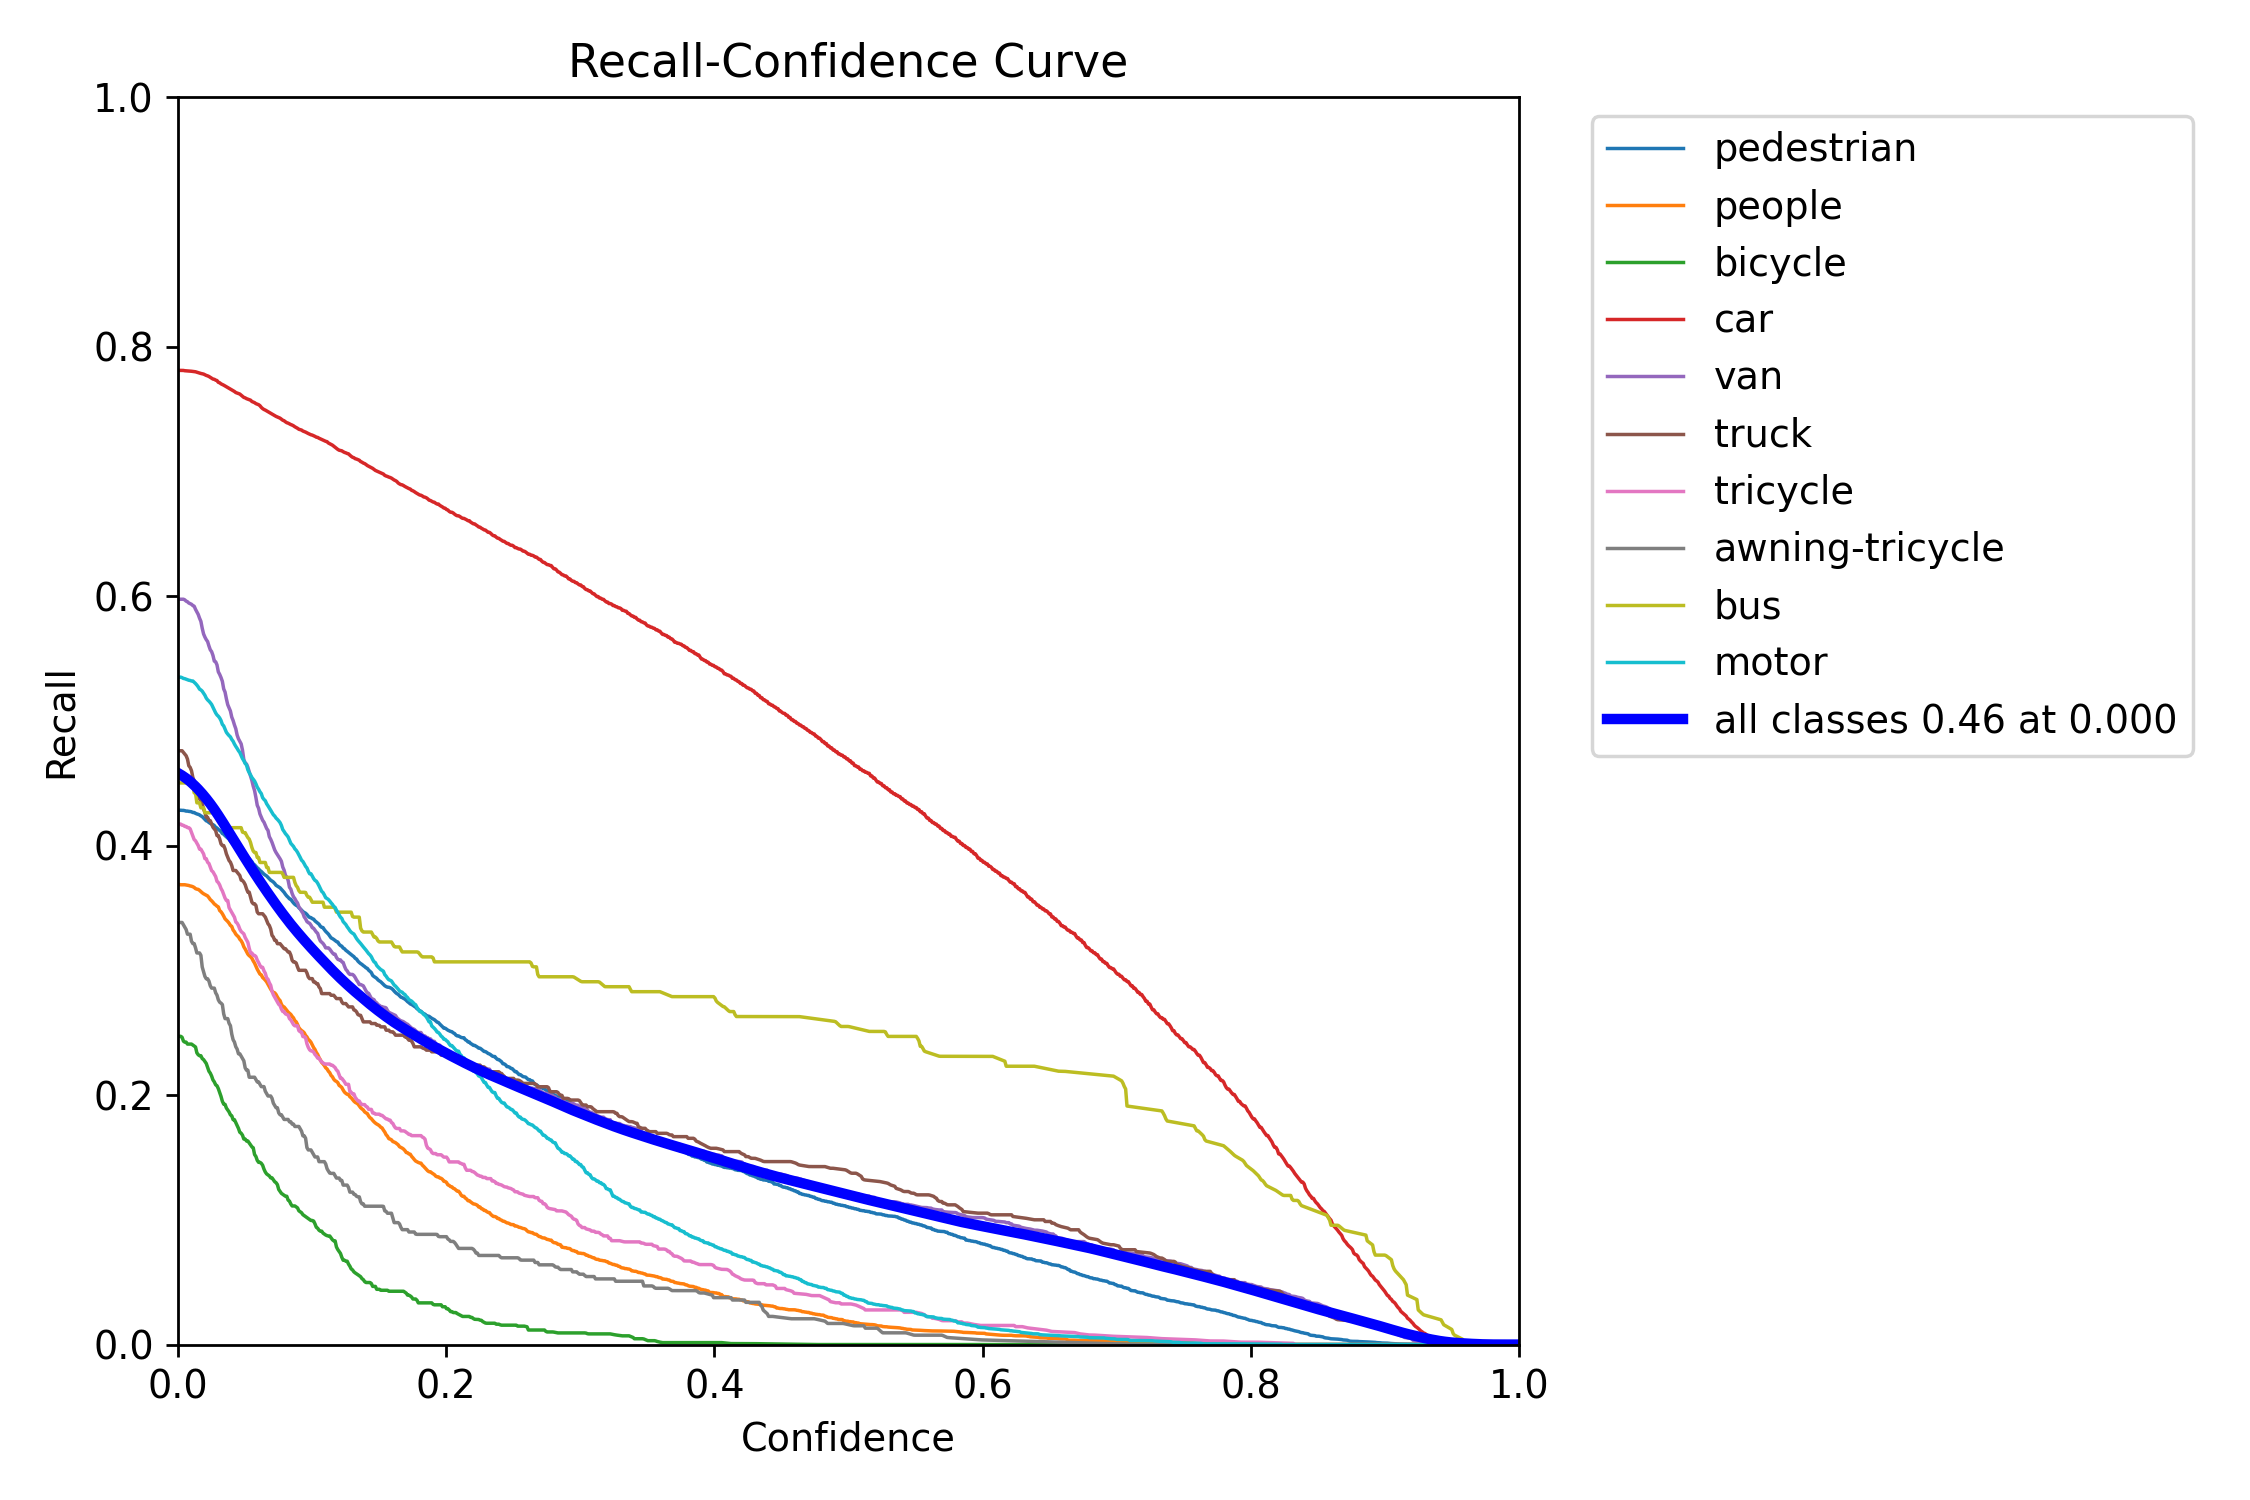 Recall-Confidence Curve
1.0
0.8
0.6
0.4
0.2
0.0
Recall
0.0 0.2 0.4 0.6 0.8 1.0
Confidence
pedestrian
people
bicycle
car
van
truck
tricycle
awning-tricycle
bus
motor
all classes 0.46 at 0.000